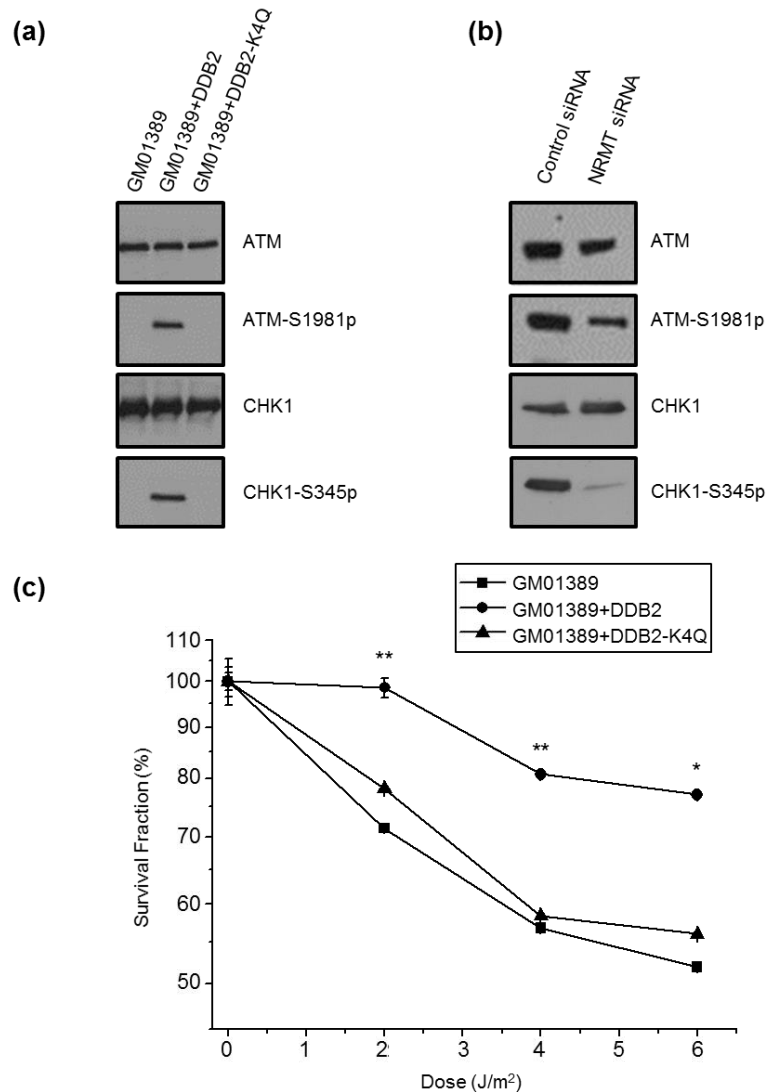 (a)
GM01389
GM01389+DDB2
GM01389+DDB2-K4Q
ATM
ATM-S1981p
CHK1
CHK1-S345p
(b)
Control siRNA
NRMT siRNA
ATM
ATM-S1981p
CHK1
CHK1-S345p
(c)
GM01389
GM01389+DDB2
GM01389+DDB2-K4Q
110
100
90
80
70
60
50
Survival Fraction (%)
**
**
*
0
1
2
3
4
5
6
Dose (J/m²)